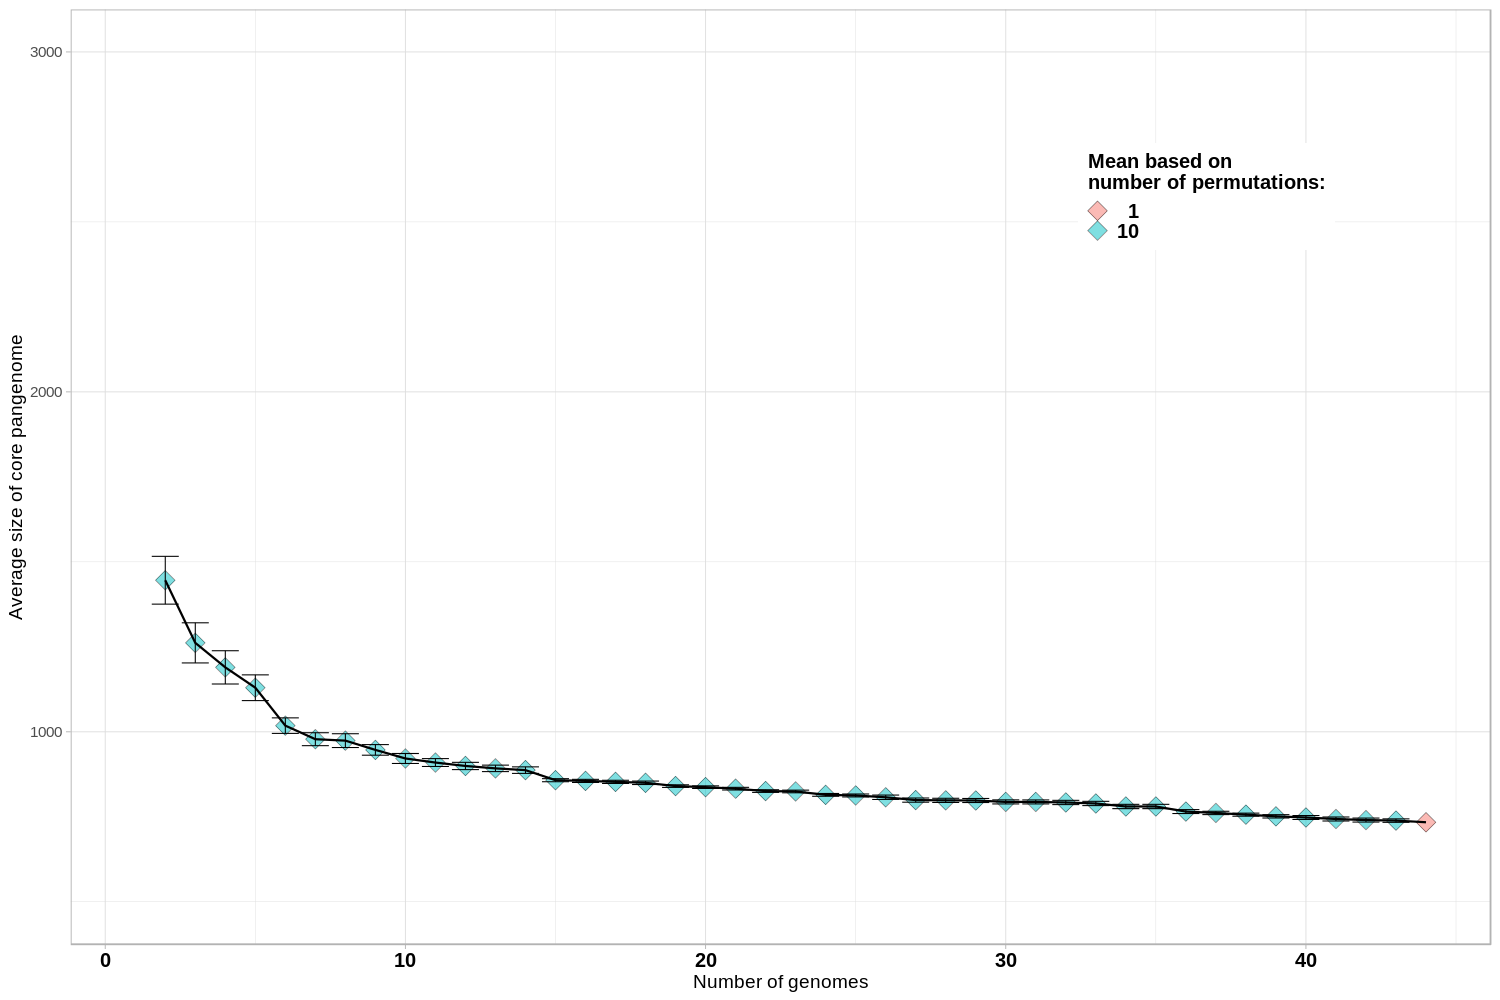 3000
2000
1000
Average size of core pangenome
Mean based on
number of permutations:
1
10
0 10 20 30 40
Number of genomes